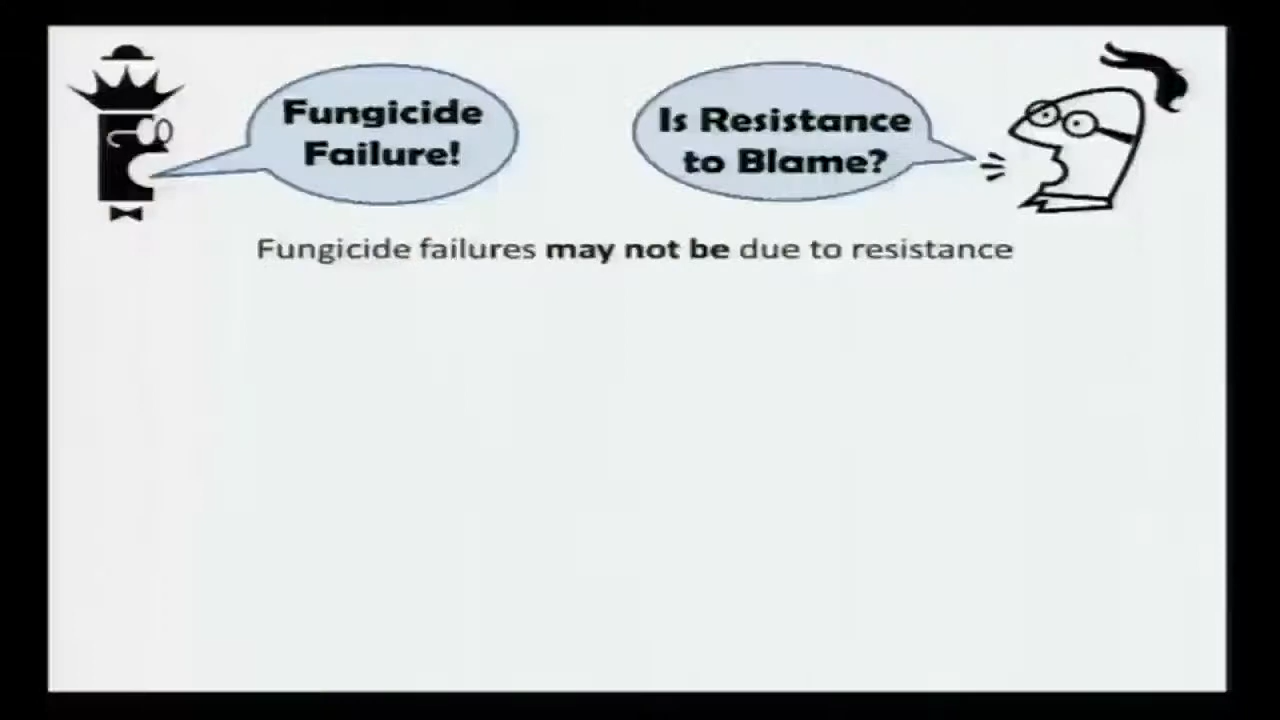 Fungicide
Failure!
Is Resistance
to Blame?
Fungicide failures may not be due to resistance